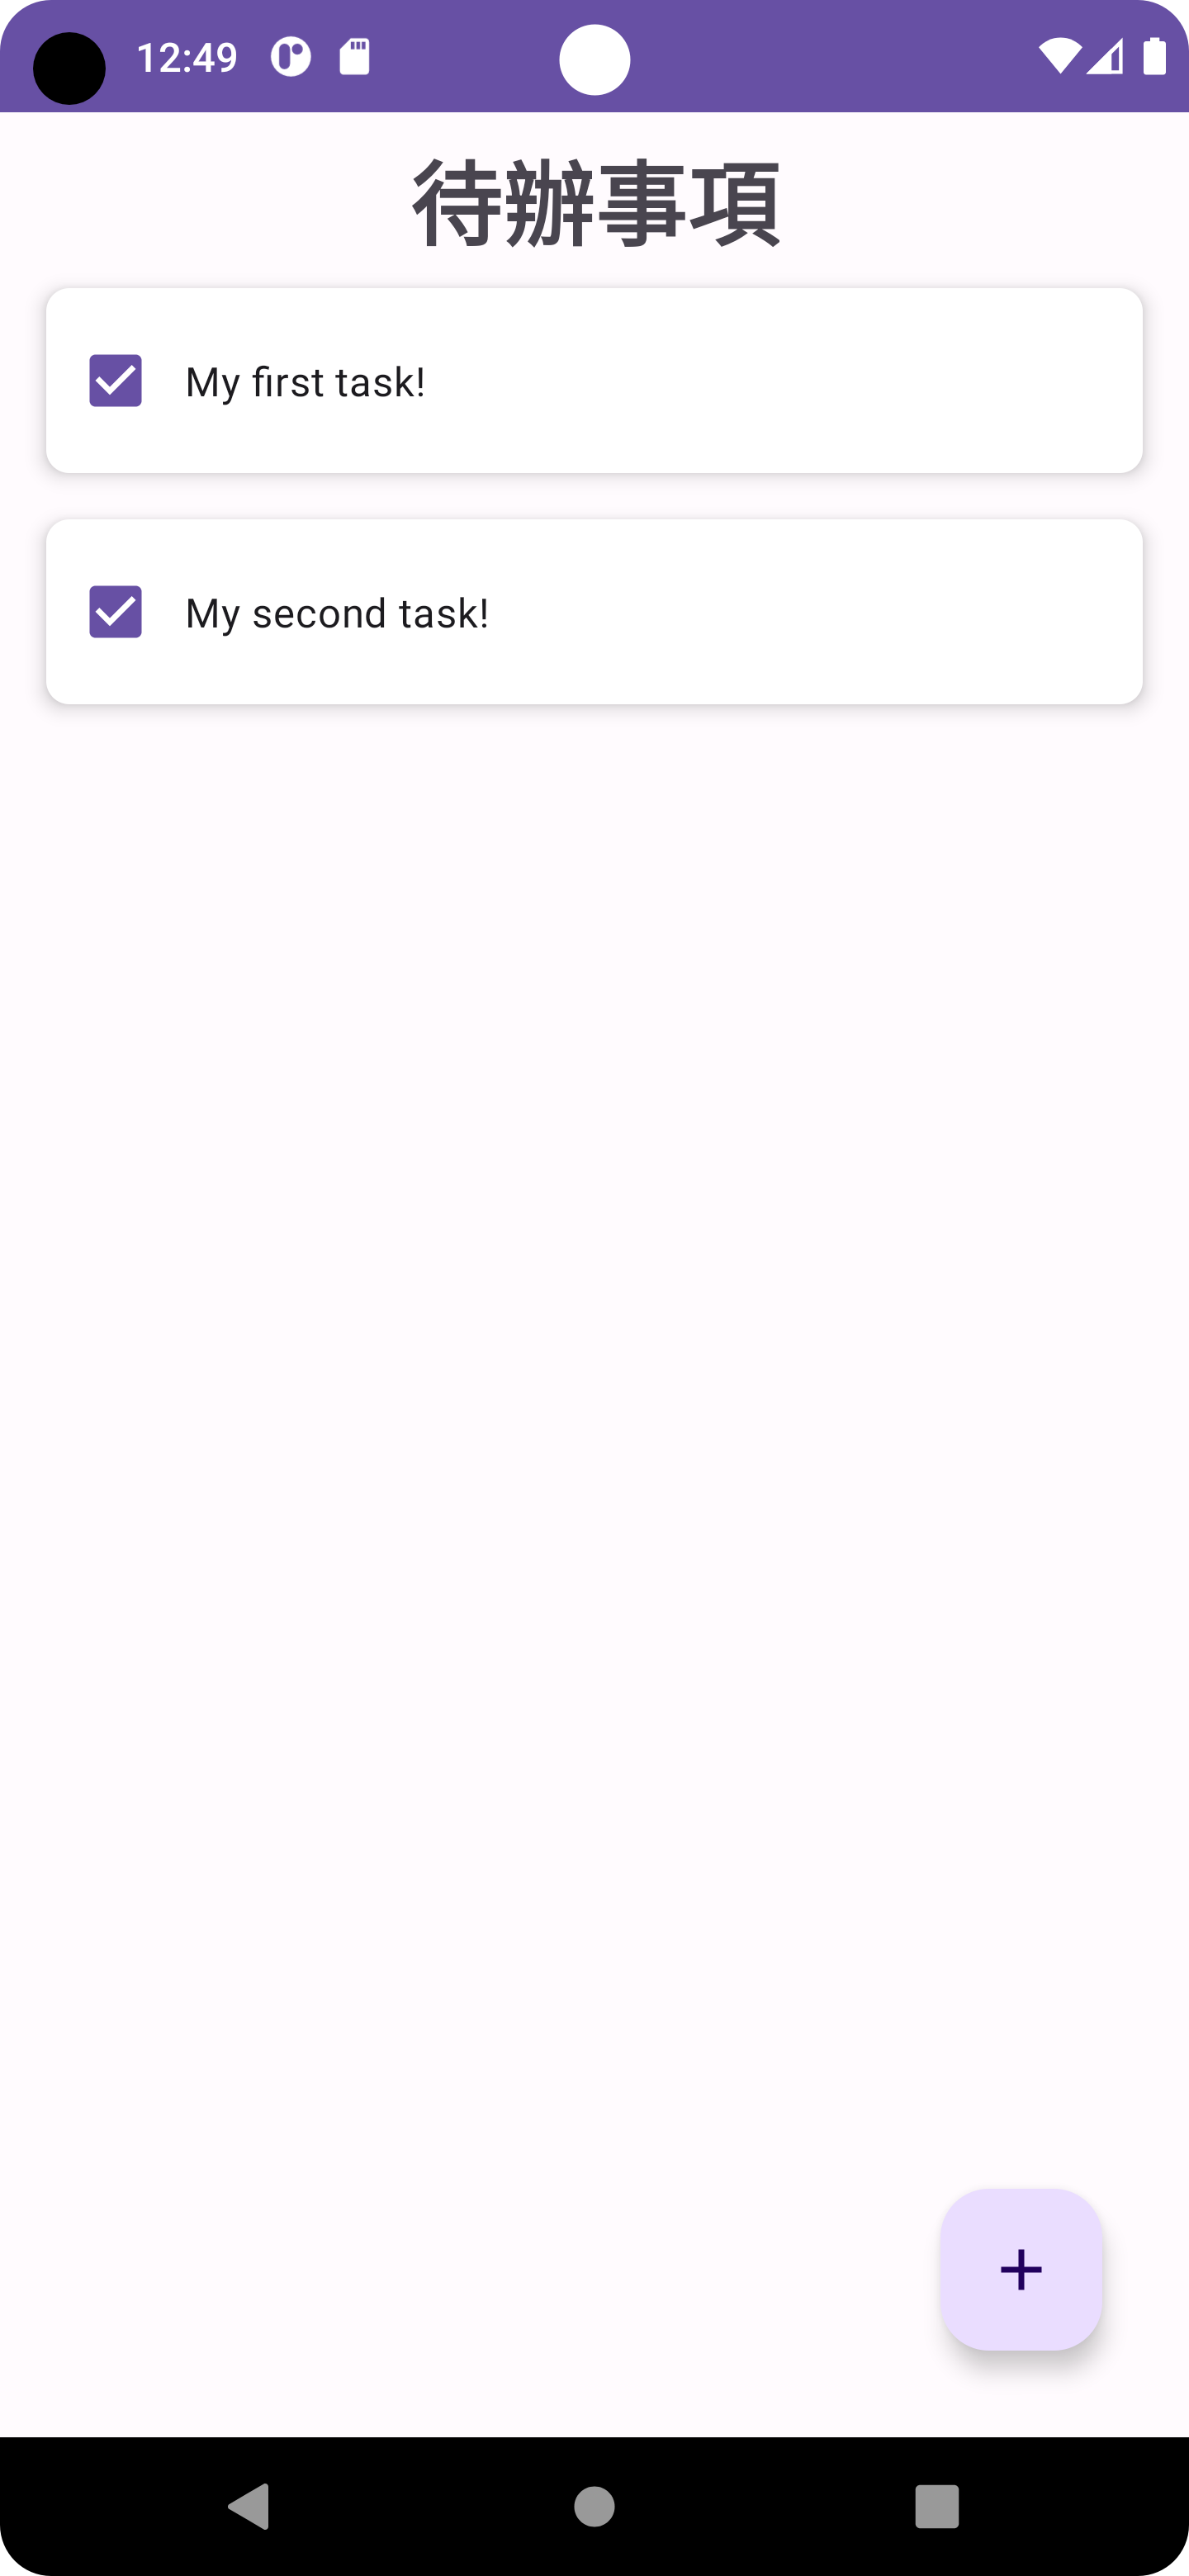 12:49
待辦事項
My first task!
My second task!